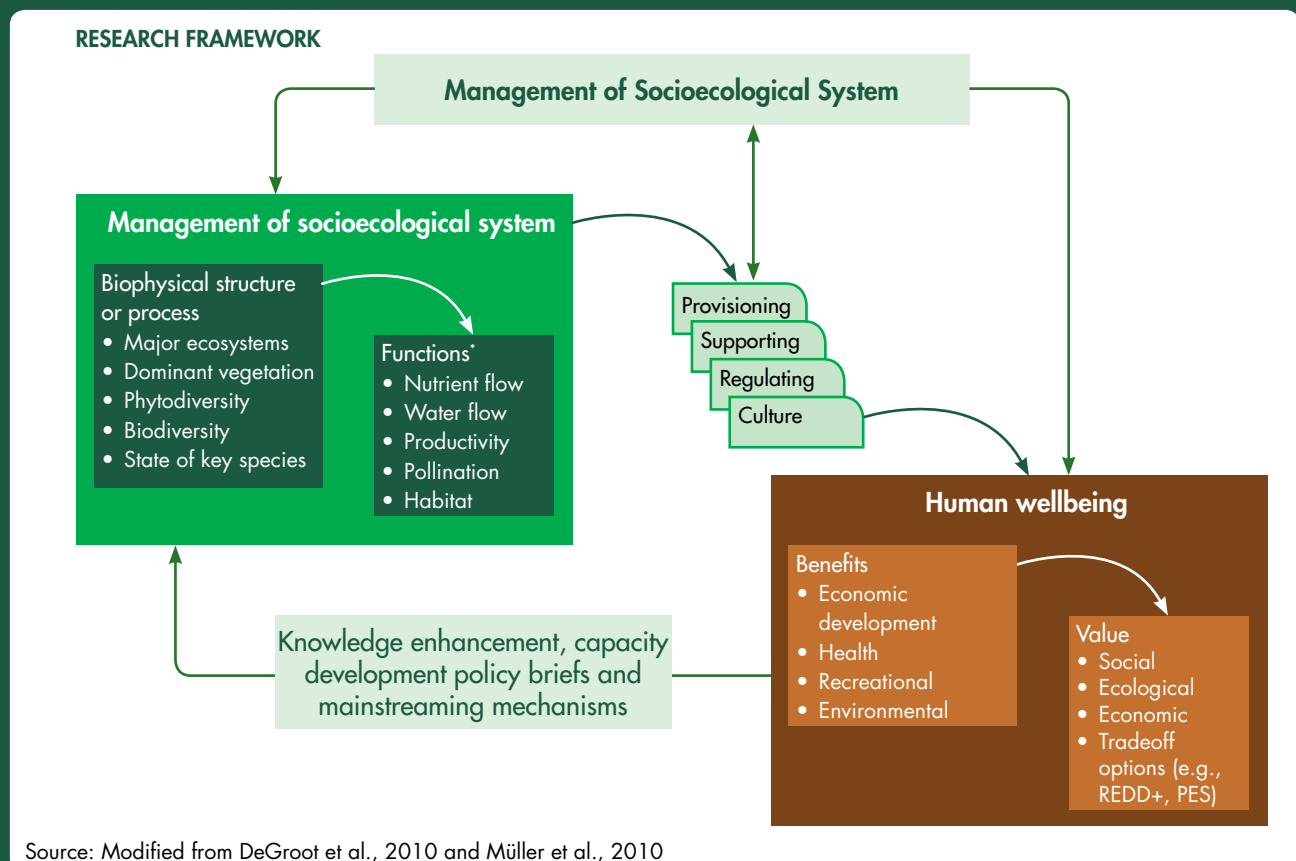 RESEARCH FRAMEWORK
Management of Socioecological System
Management of socioecological system
Biophysical structure
or process
• Major ecosystems
• Dominant vegetation
• Phytodiversity
• Biodiversity
• State of key species
Functions*
• Nutrient flow
• Water flow
• Productivity
• Pollination
• Habitat
Provisioning
Supporting
Regulating
Culture
Human wellbeing
Benefits
• Economic
development
• Health
• Recreational
• Environmental
Value
• Social
• Ecological
• Economic
• Tradeoff
options (e.g.,
REDD+, PES)
Knowledge enhancement, capacity
development policy briefs and
mainstreaming mechanisms
Source: Modified from DeGroot et al., 2010 and Müller et al., 2010